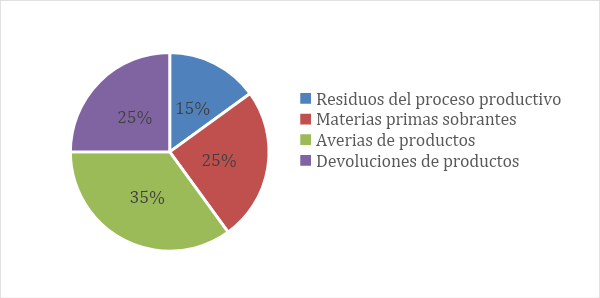 15%
25%
25%
35%
Residuos del proceso productivo
Materias primas sobrantes
Averias de productos
Devoluciones de productos